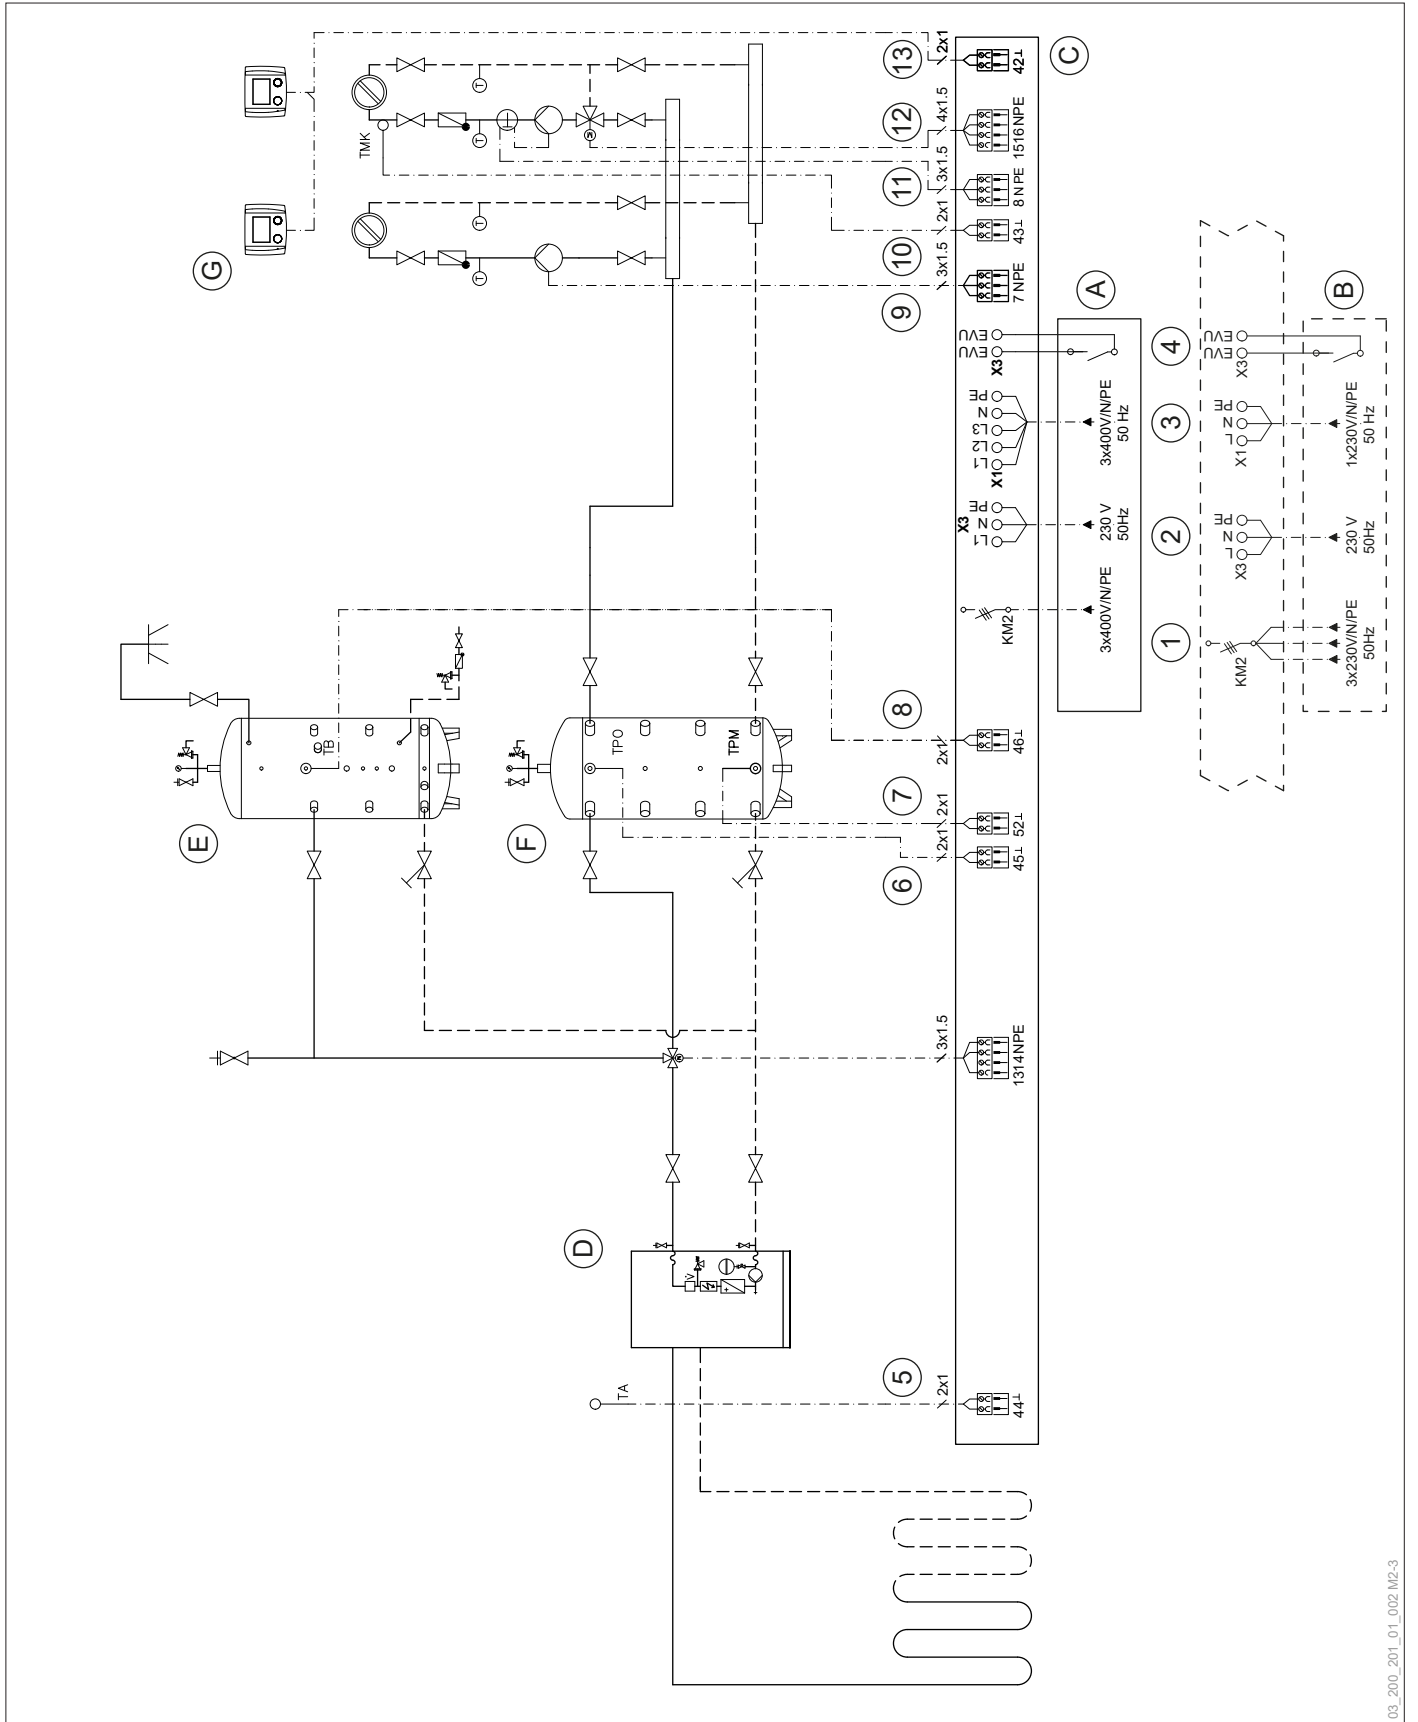 E
G
TB
TMK
T
T
T
T
F
D
TA
TPO
TPM
V̇
M
M
5
6
7
8
9
10
11
12
13
2x1
3x1.5
2x1
2x1
2x1
3x1.5
2x1
3x1.5
4x1.5
2x1
44⊥
1314NPE
45⊥
52⊥
46⊥
7 NPE
43⊥
8 N PE
1516NPE
42⊥
C
KM2
X3
L1 N PE
X1
L1 L2 L3 N PE
X3
EVU EVU
3x400V/N/PE
230 V
50Hz
3x400V/N/PE
50 Hz
A
1
2
3
4
KM2
X3
L N PE
X1
L N PE
X3
EVU EVU
3x230V/N/PE
50Hz
230 V
50Hz
1x230V/N/PE
50 Hz
B
03_200_201_01_002 M2-3